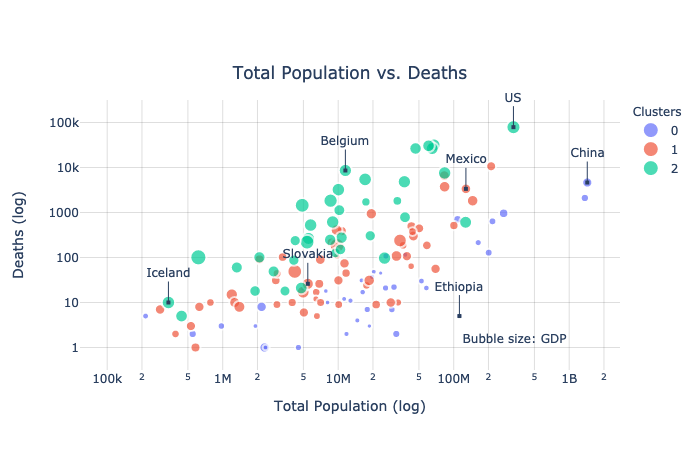 Total Population vs. Deaths
US
Clusters
0
1
2
Belgium
Mexico
China
Slovakia
Iceland
Ethiopia
Bubble size: GDP
Deaths (log)
100k
10k
1000
100
10
1
100k 2 5 1M 2 5 10M 2 5 100M 2 5 1B 2
Total Population (log)